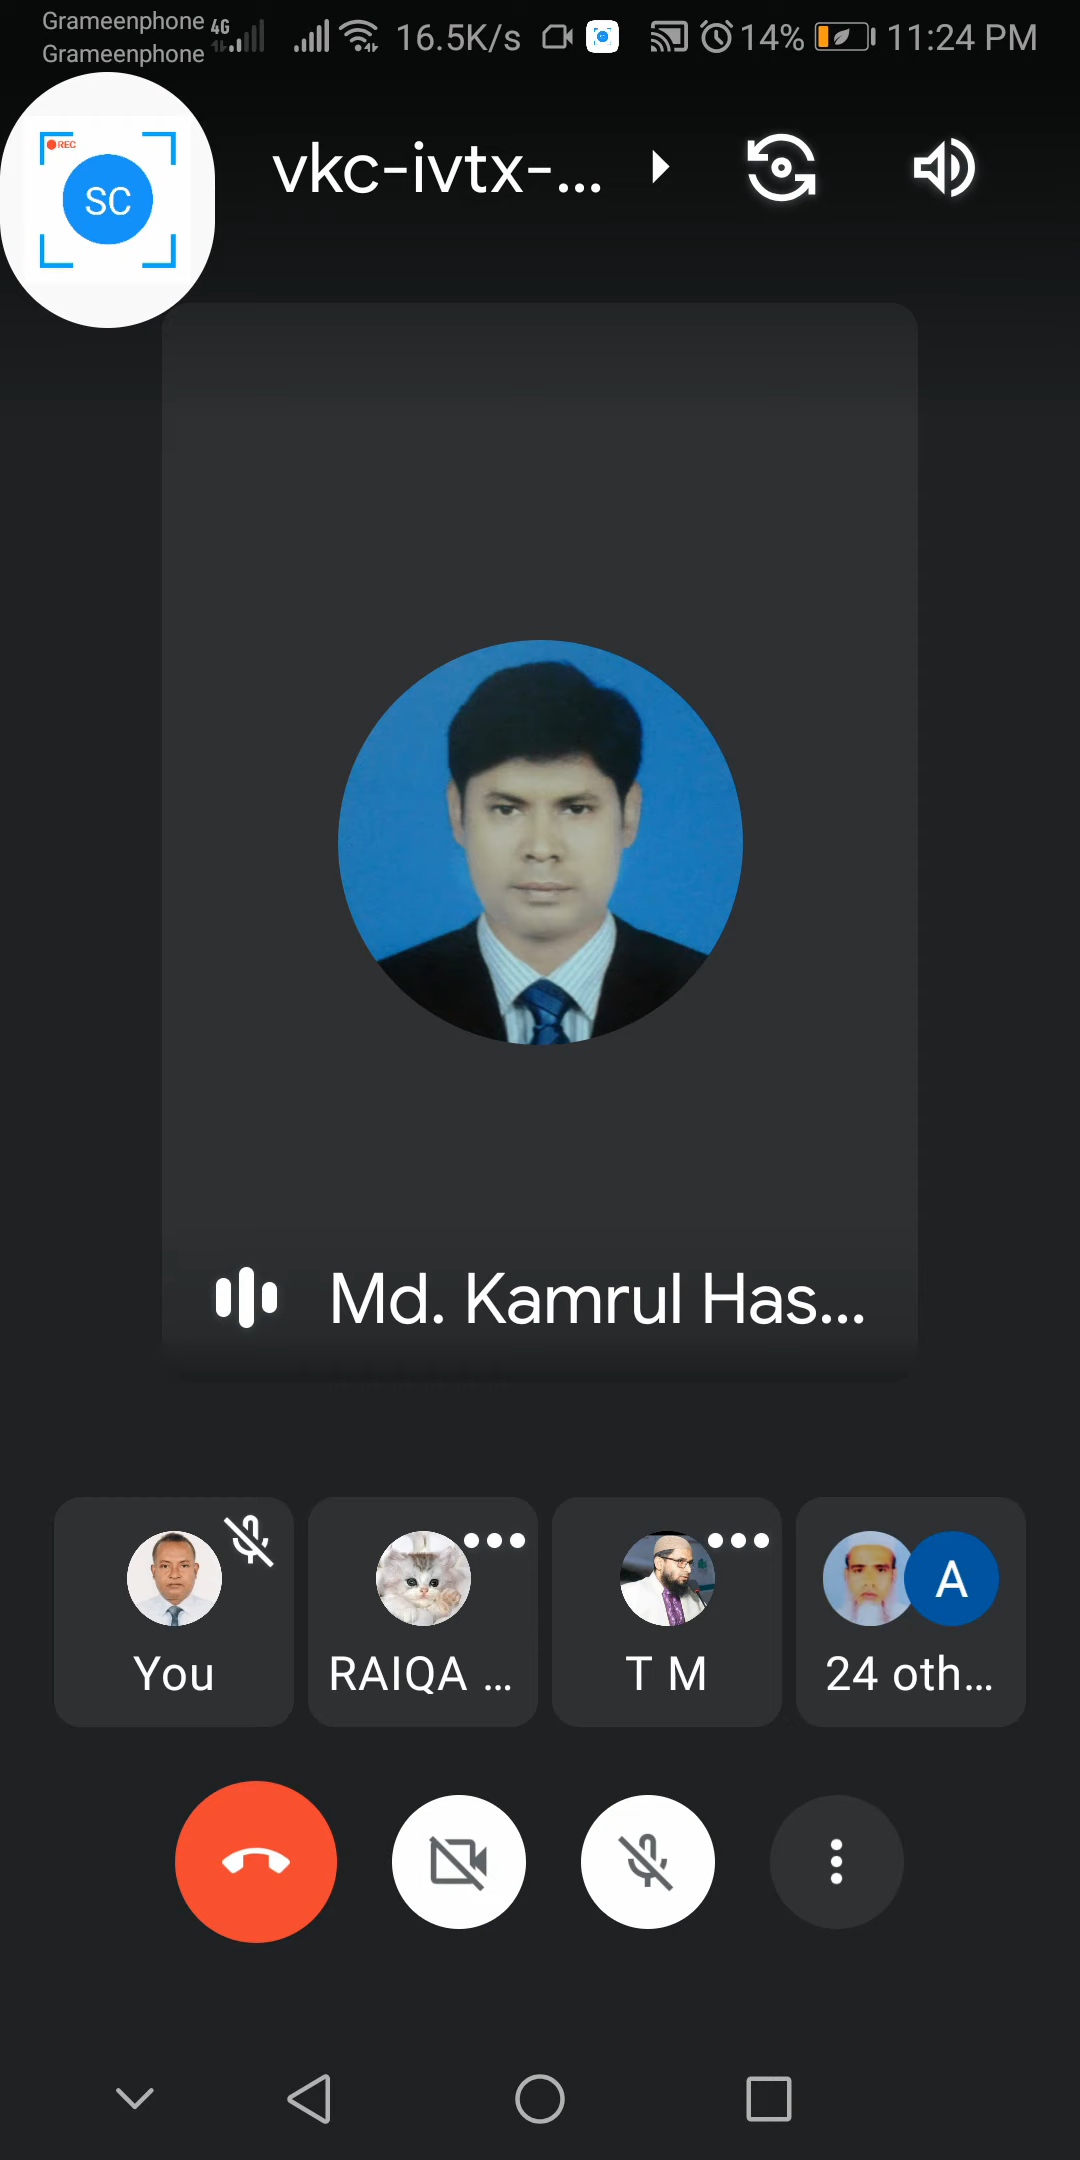 Grameenphone 4G 16.5K/s 14% 11:24 PM
Grameenphone
REC
SC
vkc-ivtx-...
Md. Kamrul Has...
A
You RAIQA ... T M 24 oth...